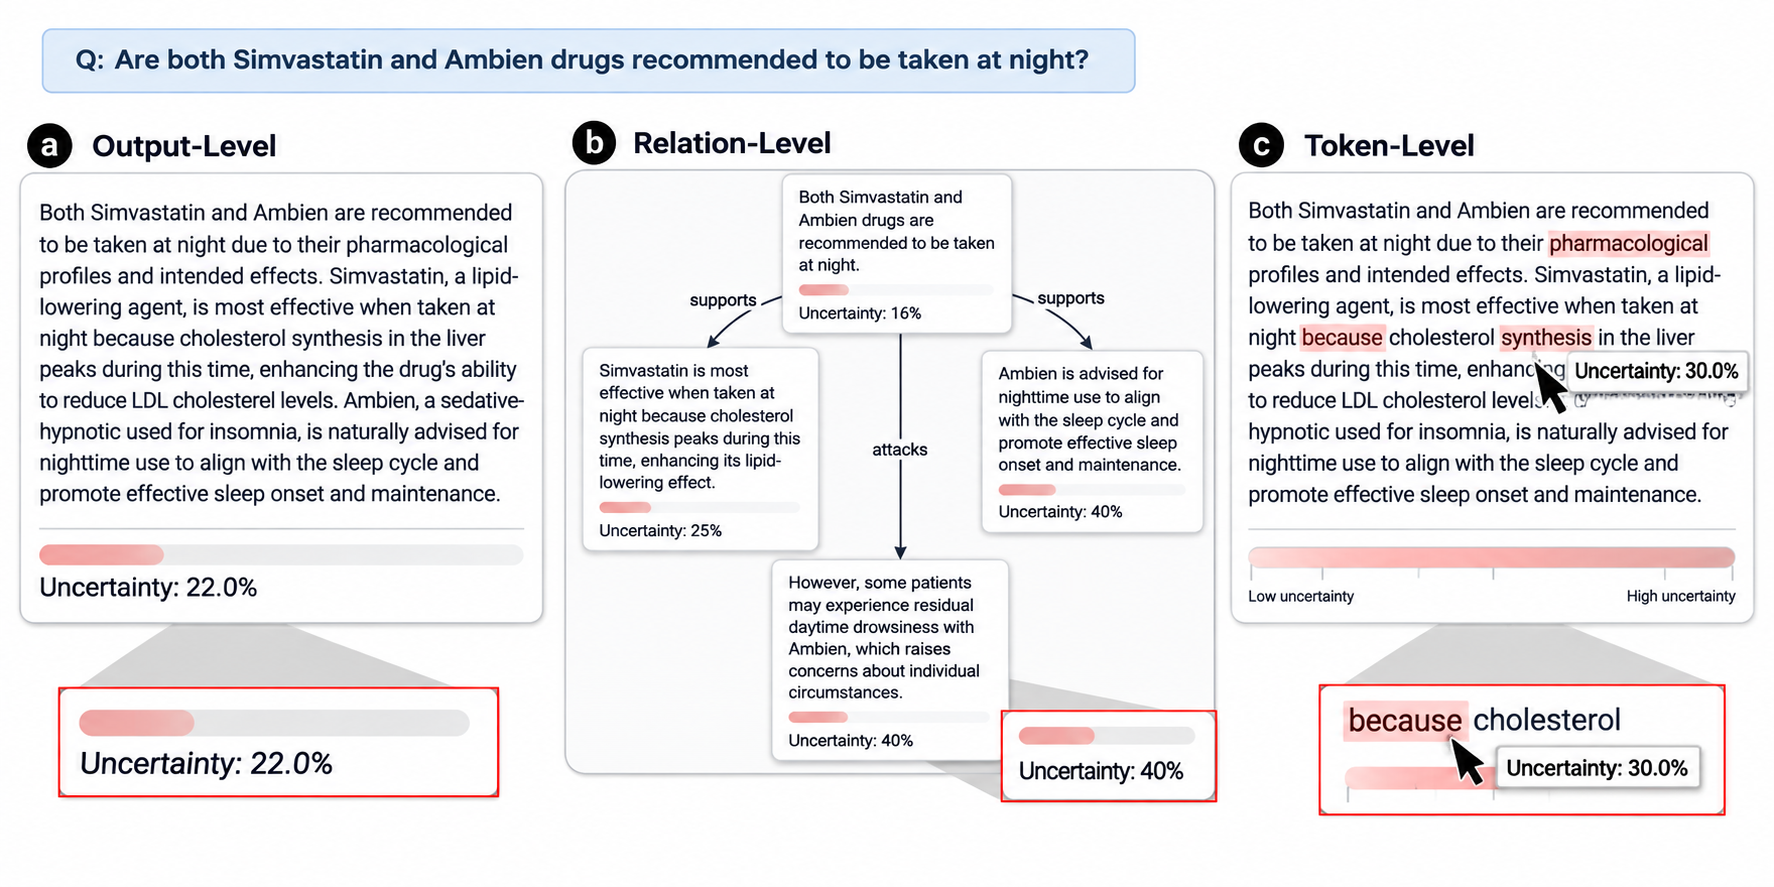 Q: Are both Simvastatin and Ambien drugs recommended to be taken at night?
a Output-Level
Both Simvastatin and Ambien are recommended
to be taken at night due to their pharmacological
profiles and intended effects. Simvastatin, a lipid-
lowering agent, is most effective when taken at
night because cholesterol synthesis in the liver
peaks during this time, enhancing the drug's ability
to reduce LDL cholesterel levels. Ambien, a sedative-
hypnotic used for insomnia, is naturally advised for
nighttime use to align with the sleep cycle and
promote effective sleep onset and maintenance.
Uncertainty: 22.0%
Uncertainty: 22.0%
b Relation-Level
Both Simvastatin and
Ambien drugs are
recommended to be taken
at night.
Uncertainty: 16%
supports
supports
attacks
Simvastatin is most
effective when taken at
night because cholesterol
synthesis peaks during this
time, enhancing its lipid-
lowering effect.
Uncertainty: 25%
Ambien is advised for
nighttime use to align
with the sleep cycle and
promote effective sleep
onset and maintenance.
Uncertainty: 40%
However, some patients
may experience residual
daytime drowsiness with
Ambien, which raises
concerns about individual
circumstances.
Uncertainty: 40%
Uncertainty: 40%
c Token-Level
Both Simvastatin and Ambien are recommended
to be taken at night due to their pharmacological
profiles and intended effects. Simvastatin, a lipid-
lowering agent, is most effective when taken at
night because cholesterol synthesis in the liver
peaks during this time, enhancing
Uncertainty: 30.0%
to reduce LDL cholesterol levels.
hypnotic used for insomnia, is naturally advised for
nighttime use to align with the sleep cycle and
promote effective sleep onset and maintenance.
Low uncertainty
High uncertainty
because cholesterol
Uncertainty: 30.0%